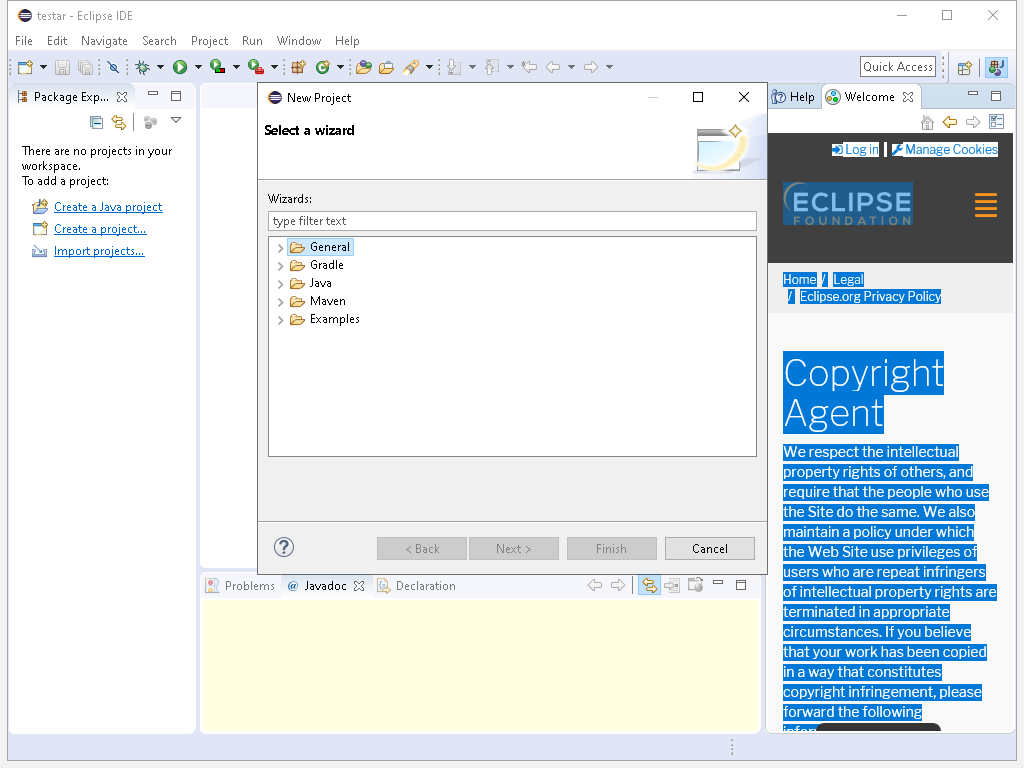 testar - Eclipse IDE
File Edit Navigate Search Project Run Window Help
Quick Access
Package Exp...
There are no projects in your
workspace.
To add a project:
Create a Java project
Create a project...
Import projects...
New Project
Select a wizard
Wizards:
type filter text
General
Gradle
Java
Maven
Examples
< Back Next > Finish Cancel
Problems @ Javadoc Declaration
Help Welcome
Log in | Manage Cookies
ECLIPSE
FOUNDATION
Home / Legal
/ Eclipse.org Privacy Policy
Copyright
Agent
We respect the intellectual
property rights of others, and
require that the people who use
the Site do the same. We also
maintain a policy under which
the Web Site use privileges of
users who are repeat infringers
of intellectual property rights are
terminated in appropriate
circumstances. If you believe
that your work has been copied
in a way that constitutes
copyright infringement, please
forward the following